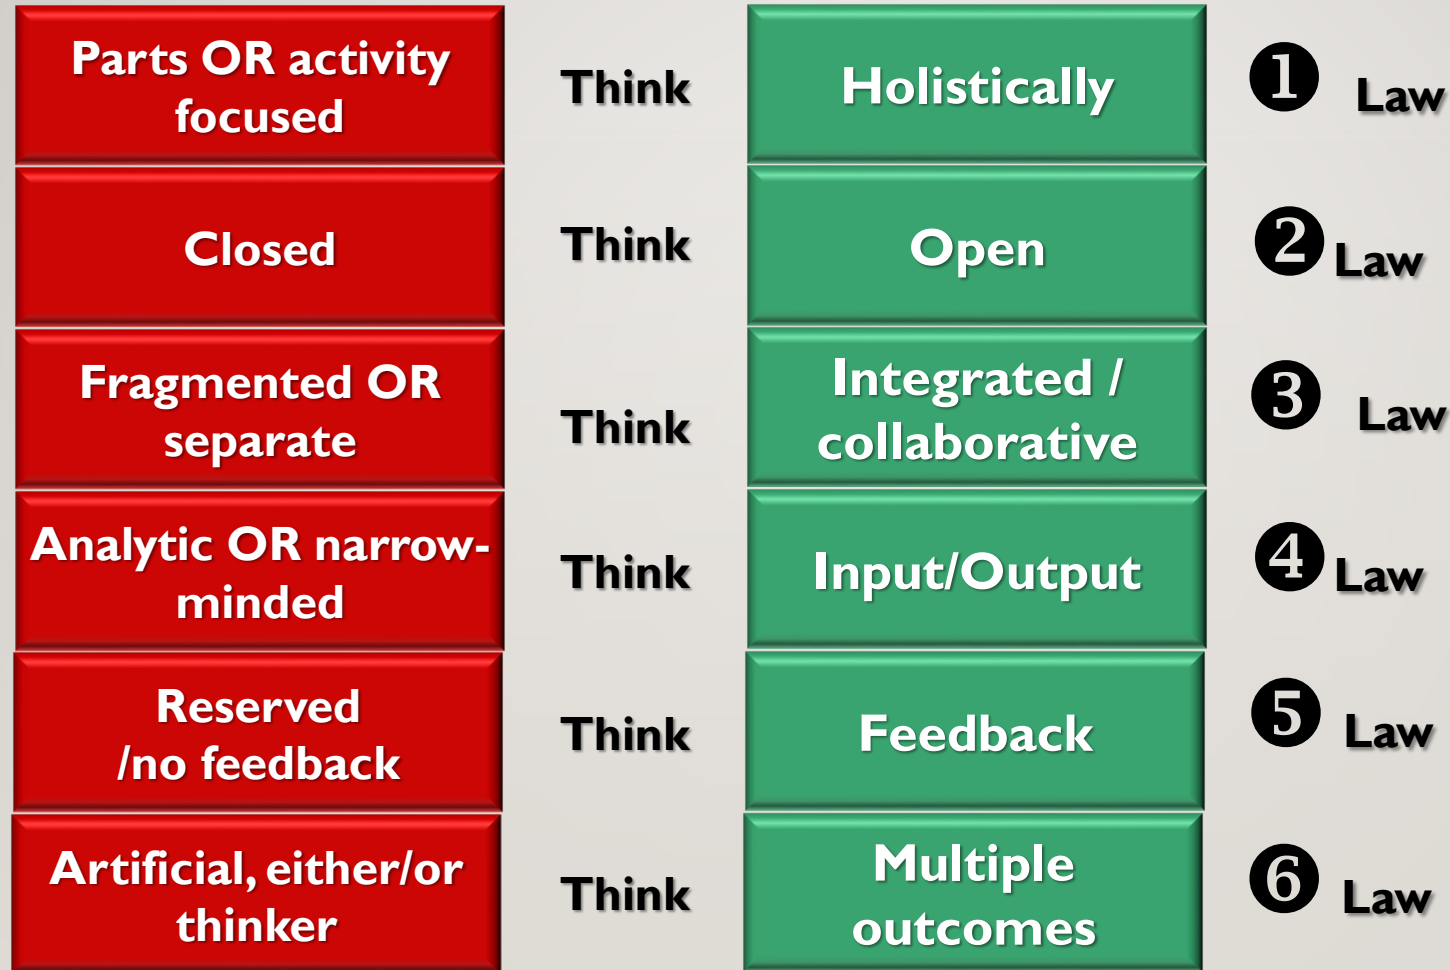 Parts OR activity
focused
Think
Holistically
❶ Law
Closed
Think
Open
❷ Law
Fragmented OR
separate
Think
Integrated /
collaborative
❸ Law
Analytic OR narrow-
minded
Think
Input/Output
❹ Law
Reserved
/no feedback
Think
Feedback
❺ Law
Artificial, either/or
thinker
Think
Multiple
outcomes
❻ Law